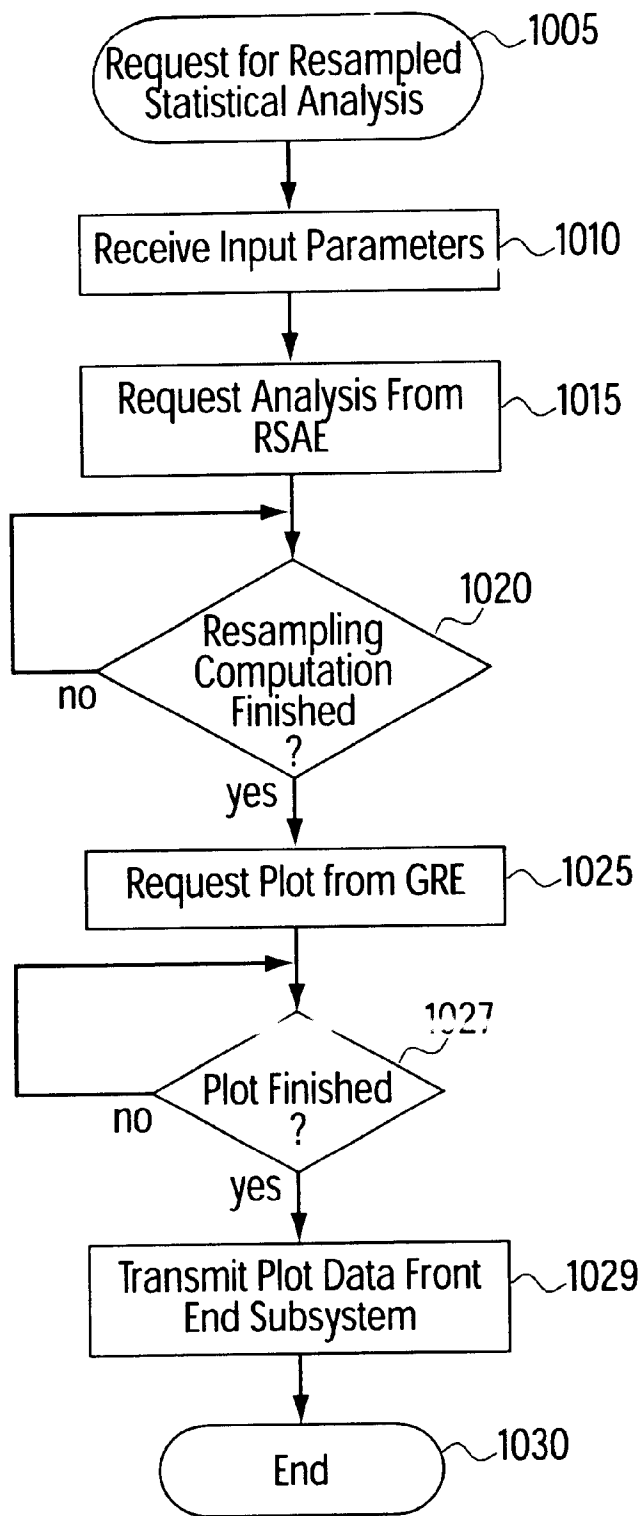 1005
Request for Resampled
Statistical Analysis
Receive Input Parameters
1010
Request Analysis From
RSAE
1015
1020
Resampling
Computation
Finished
?
no
yes
Request Plot from GRE
1025
1027
Plot Finished
?
no
yes
Transmit Plot Data Front
End Subsystem
1029
End
1030